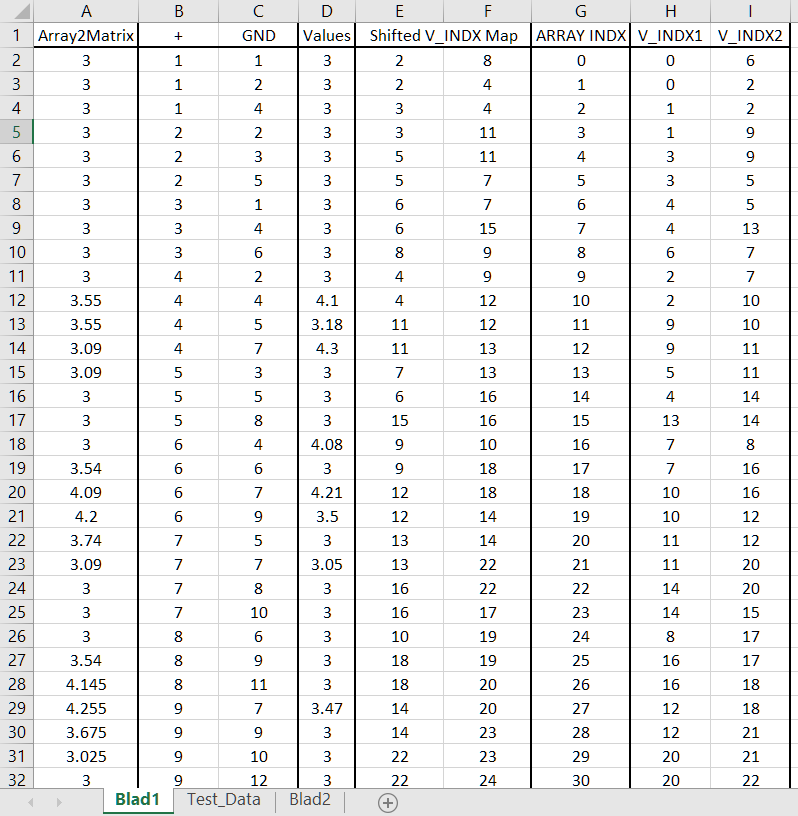 A B C D E F G H I
1 Array2Matrix + GND Values Shifted V_INDX Map ARRAY INDX V_INDX1 V_INDX2
2 3 1 1 3 2 8 0 0 6
3 3 1 2 3 2 4 1 0 2
4 3 1 4 3 3 4 2 1 2
5 3 2 2 3 3 11 3 1 9
6 3 2 3 3 5 11 4 3 9
7 3 2 5 3 5 7 5 3 5
8 3 3 1 3 6 7 6 4 5
9 3 3 4 3 6 15 7 4 13
10 3 3 6 3 8 9 8 6 7
11 3 4 2 3 4 9 9 2 7
12 3.55 4 4 4.1 4 12 10 2 10
13 3.55 4 5 3.18 11 12 11 9 10
14 3.09 4 7 4.3 11 13 12 9 11
15 3.09 5 3 3 7 13 13 5 11
16 3 5 5 3 6 16 14 4 14
17 3 5 8 3 15 16 15 13 14
18 3 6 4 4.08 9 10 16 7 8
19 3.54 6 6 3 9 18 17 7 16
20 4.09 6 7 4.21 12 18 18 10 16
21 4.2 6 9 3.5 12 14 19 10 12
22 3.74 7 5 3 13 14 20 11 12
23 3.09 7 7 3.05 13 22 21 11 20
24 3 7 8 3 16 22 22 14 20
25 3 7 10 3 16 17 23 14 15
26 3 8 6 3 10 19 24 8 17
27 3.54 8 9 3 18 19 25 16 17
28 4.145 8 11 3 18 20 26 16 18
29 4.255 9 7 3.47 14 20 27 12 18
30 3.675 9 9 3 14 23 28 12 21
31 3.025 9 10 3 22 23 29 20 21
32 3 9 12 3 22 24 30 20 22
Blad1 Test_Data Blad2